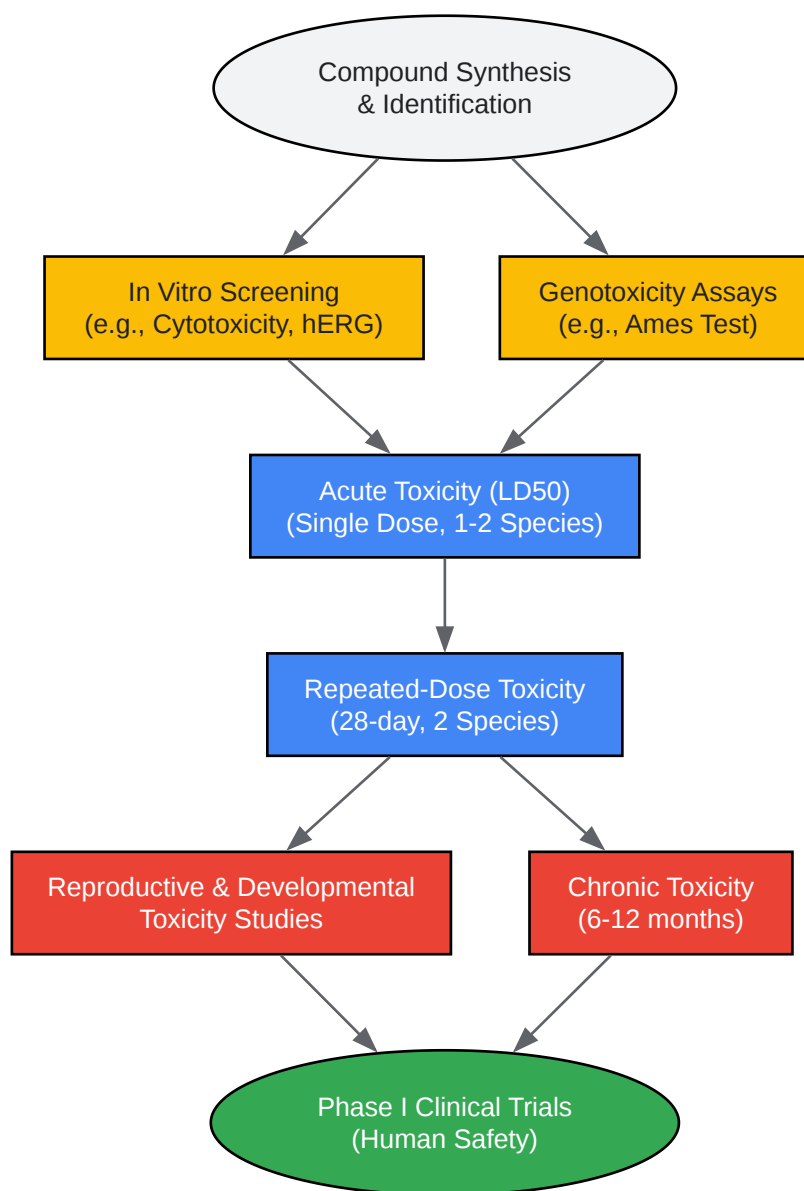 Compound Synthesis
& Identification
In Vitro Screening
(e.g., Cytotoxicity, hERG)
Genotoxicity Assays
(e.g., Ames Test)
Acute Toxicity (LD50)
(Single Dose, 1-2 Species)
Repeated-Dose Toxicity
(28-day, 2 Species)
Reproductive & Developmental
Toxicity Studies
Chronic Toxicity
(6-12 months)
Phase I Clinical Trials
(Human Safety)